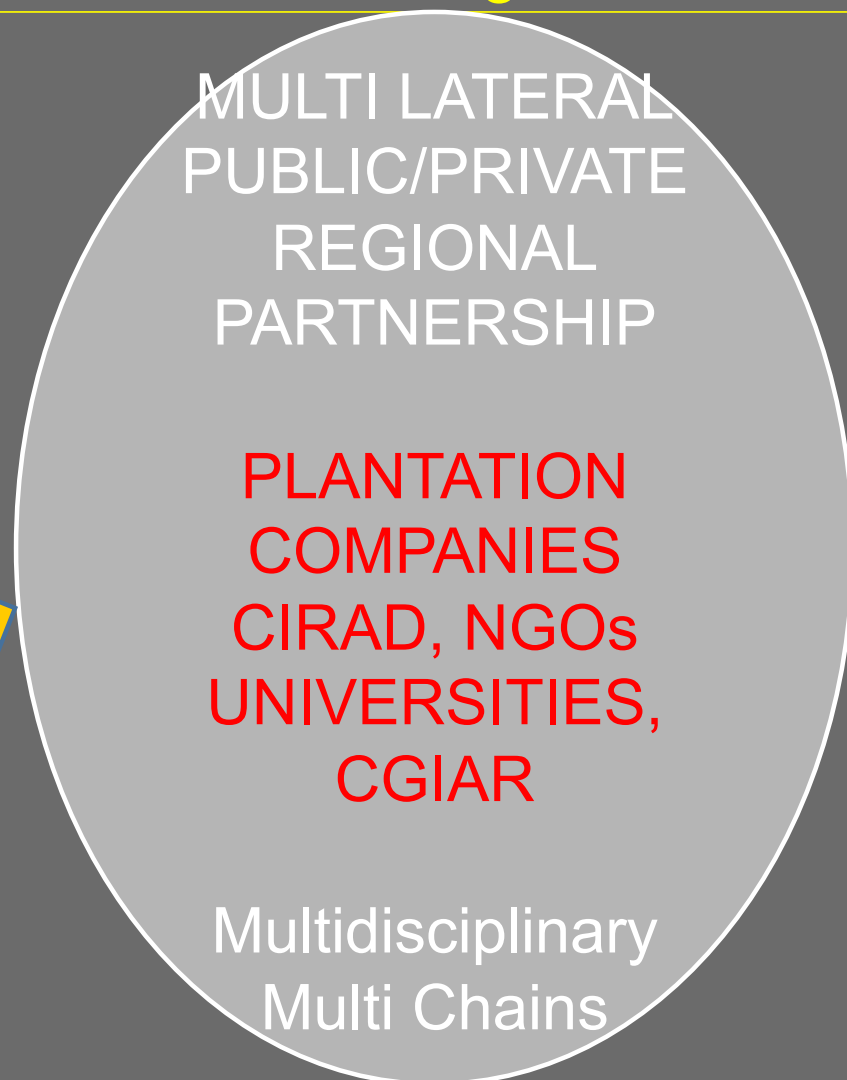 MULTI LATERAL
PUBLIC/PRIVATE
REGIONAL
PARTNERSHIP
PLANTATION
COMPANIES
CIRAD, NGOs
UNIVERSITIES,
CGIAR
Multidisciplinary
Multi Chains